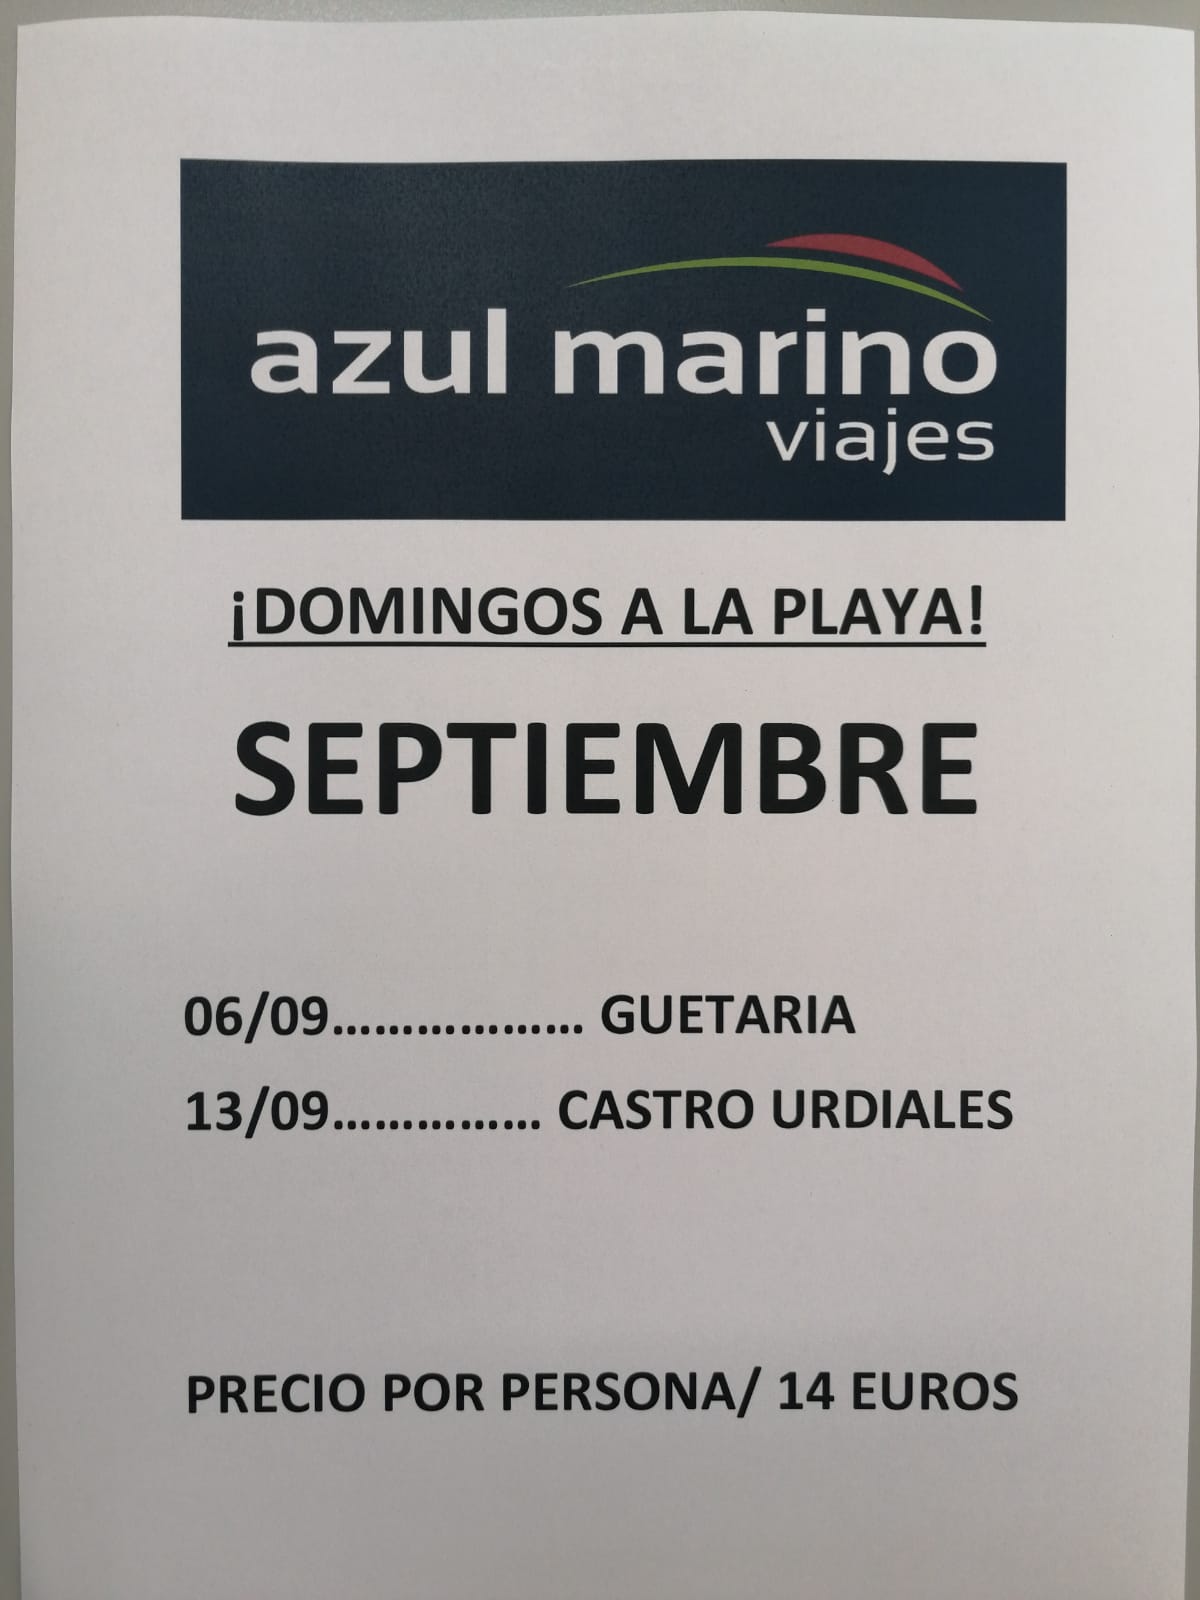 azul marino
viajes
¡DOMINGOS A LA PLAYA!
SEPTIEMBRE
06/09.................. GUETARIA
13/09............... CASTRO URDIALES
PRECIO POR PERSONA/ 14 EUROS